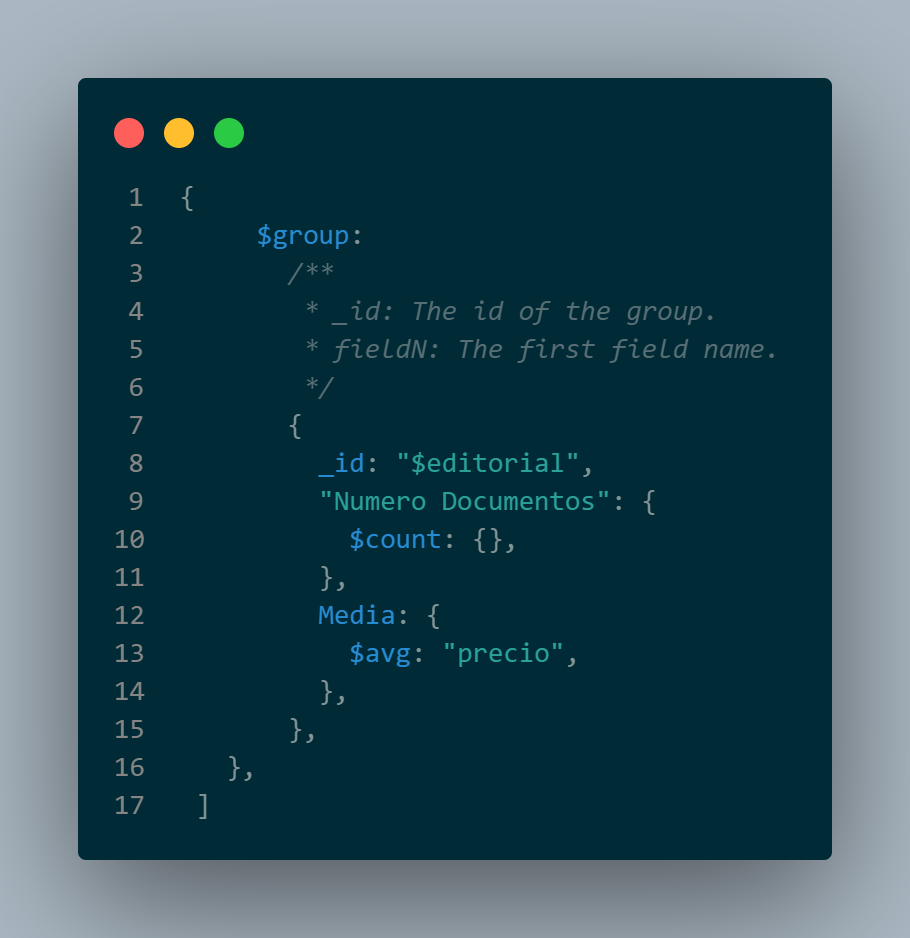 1 {
2 $group:
3 /**
4 * _id: The id of the group.
5 * fieldN: The first field name.
6 */
7 {
8 _id: "$editorial",
9 "Numero Documentos": {
10 $count: {},
11 },
12 Media: {
13 $avg: "precio",
14 },
15 },
16 },
17 ]